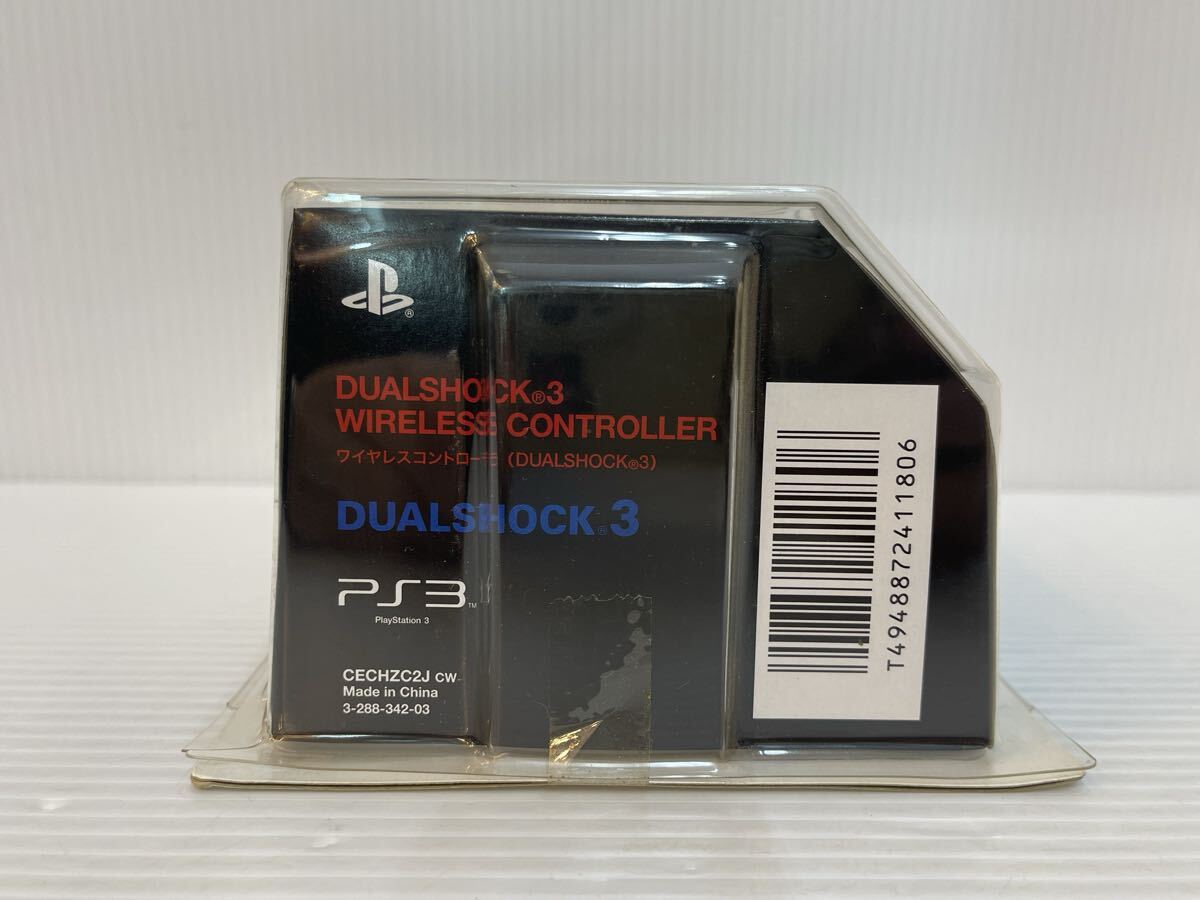 DUALSHOCK®3
WIRELESS CONTROLLER
ワイヤレスコントローラ (DUALSHOCK®3)
DUALSHOCK®3
PS3™
PlayStation 3
CECHZC2J CW
Made in China
3-288-342-03
T4948872411806